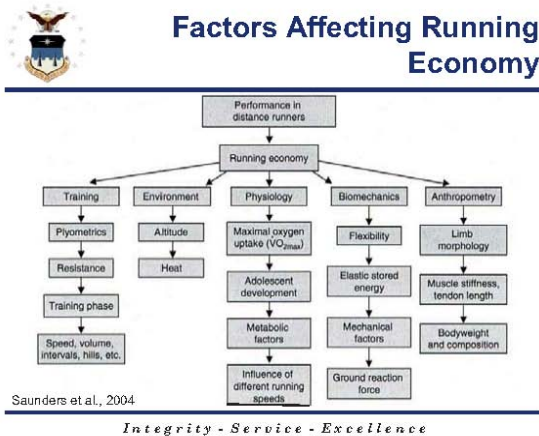 Factors Affecting Running
Economy
Performance in
distance runners
Running economy
Training
Environment
Physiology
Biomechanics
Anthropometry
Plyometrics
Resistance
Training phase
Speed, volume,
intervals, hills, etc.
Altitude
Heat
Maximal oxygen
uptake (VO2max)
Adolescent
development
Metabolic
factors
Influence of
different running
speeds
Flexibility
Elastic stored
energy
Mechanical
factors
Ground reaction
force
Limb
morphology
Muscle stiffness,
tendon length
Bodyweight
and composition
Saunders et al., 2004
Integrity - Service - Excellence